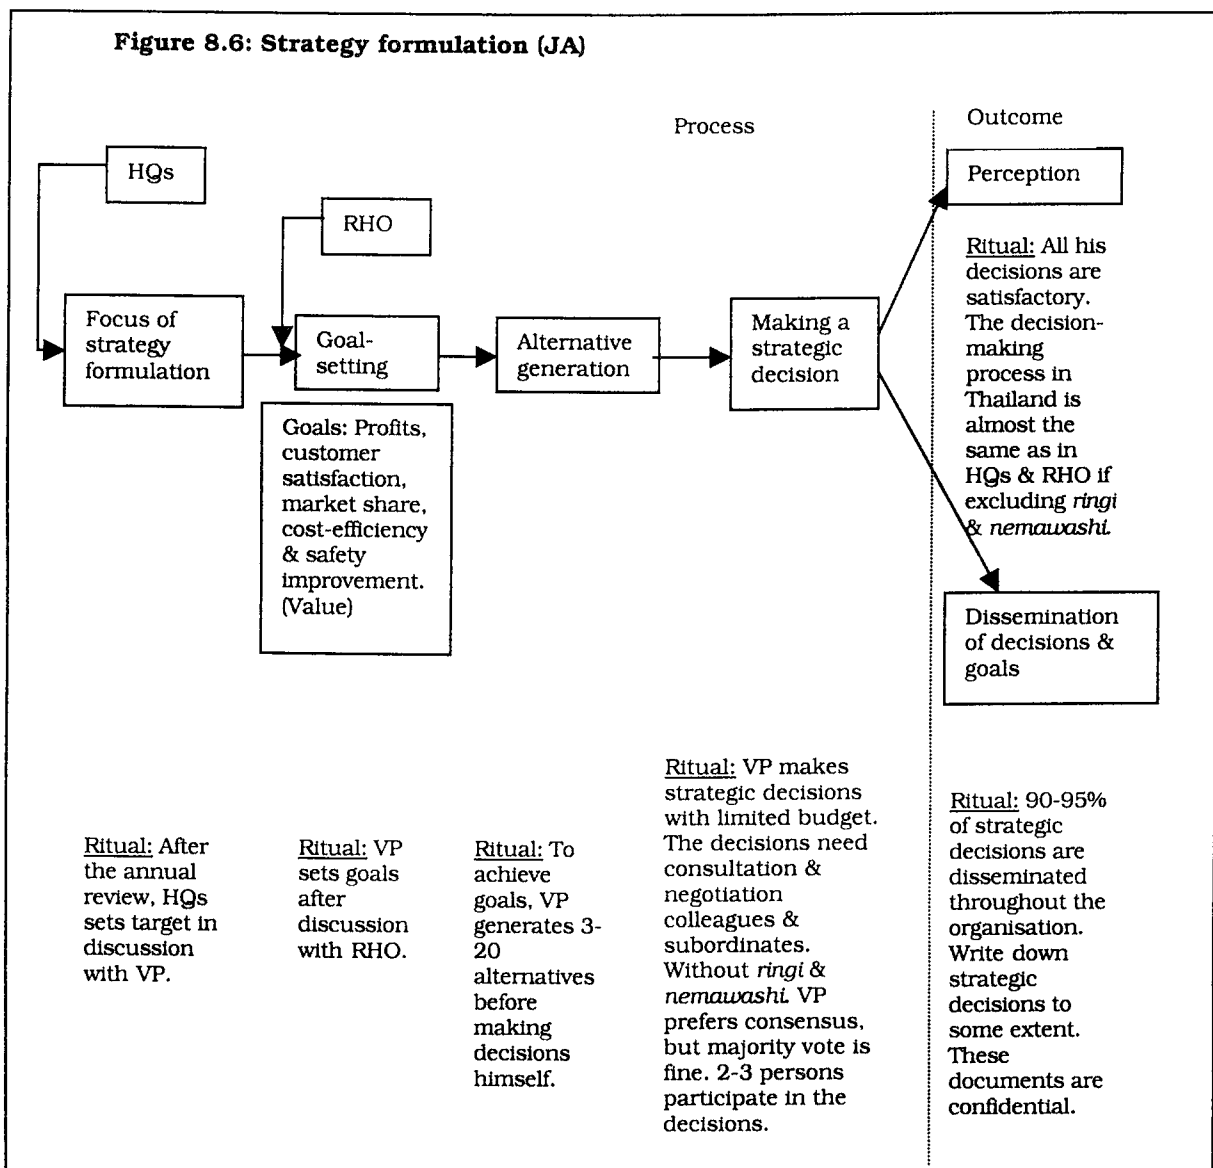 Figure 8.6: Strategy formulation (JA)
Process
Outcome
HQs
RHO
Focus of
strategy
formulation
Goal-
setting
Alternative
generation
Making a
strategic
decision
Perception
Ritual: All his
decisions are
satisfactory.
The decision-
making
process in
Thailand is
almost the
same as in
HQs & RHO if
excluding ringi
& nemawashi.
Goals: Profits,
customer
satisfaction,
market share,
cost-efficiency
& safety
improvement.
(Value)
Dissemination
of decisions &
goals
Ritual: After
the annual
review, HQs
sets target in
discussion
with VP.
Ritual: VP
sets goals
after
discussion
with RHO.
Ritual: To
achieve
goals, VP
generates 3-
20
alternatives
before
making
decisions
himself.
Ritual: VP makes
strategic decisions
with limited budget.
The decisions need
consultation &
negotiation
colleagues &
subordinates.
Without ringi &
nemawashi. VP
prefers consensus,
but majority vote is
fine. 2-3 persons
participate in the
decisions.
Ritual: 90-95%
of strategic
decisions are
disseminated
throughout the
organisation.
Write down
strategic
decisions to
some extent.
These
documents are
confidential.